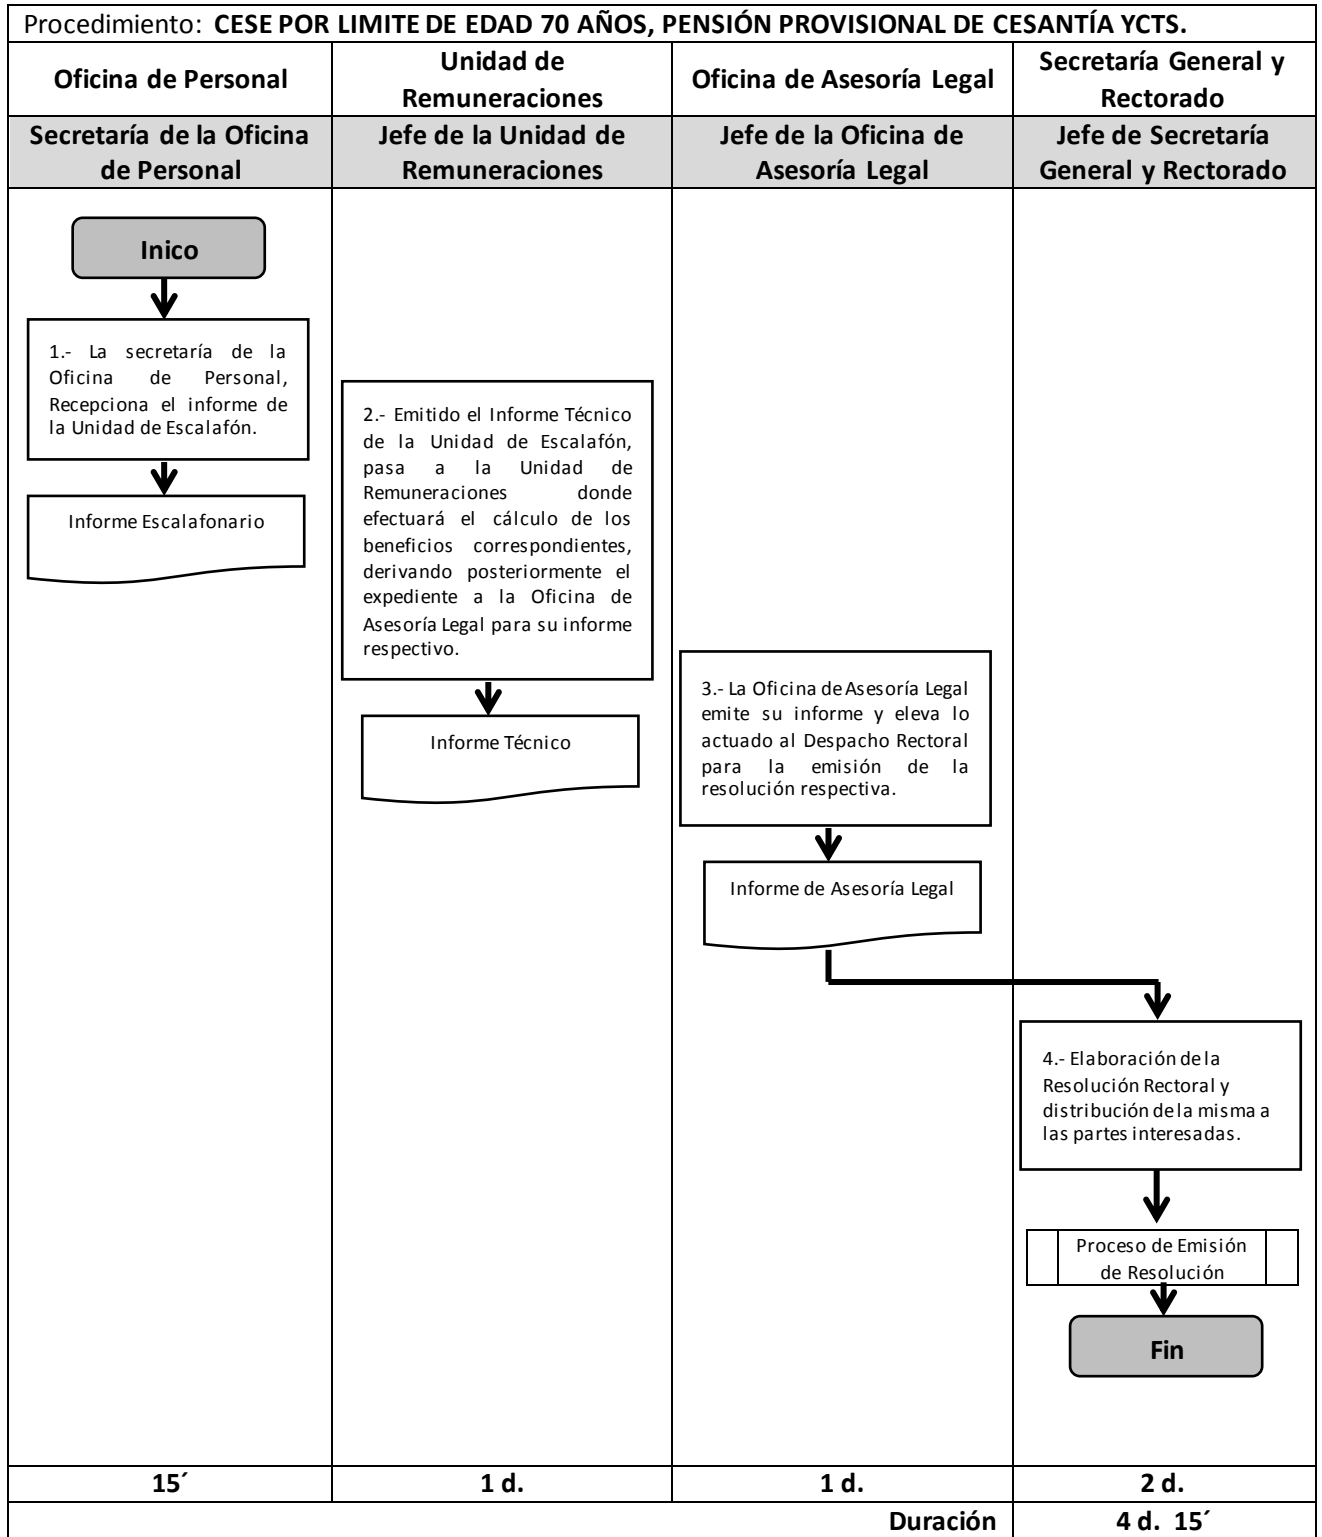 Procedimiento: CESE POR LIMITE DE EDAD 70 AÑOS, PENSIÓN PROVISIONAL DE CESANTÍA YCTS.
Oficina de Personal
Unidad de
Remuneraciones
Oficina de Asesoría Legal
Secretaría General y
Rectorado
Secretaría de la Oficina
de Personal
Jefe de la Unidad de
Remuneraciones
Jefe de la Oficina de
Asesoría Legal
Jefe de Secretaría
General y Rectorado
Inico
1.- La secretaría de la
Oficina de Personal,
Recepciona el informe de
la Unidad de Escalafón.
Informe Escalafonario
2.- Emitido el Informe Técnico
de la Unidad de Escalafón,
pasa a la Unidad de
Remuneraciones donde
efectuará el cálculo de los
beneficios correspondientes,
derivando posteriormente el
expediente a la Oficina de
Asesoría Legal para su informe
respectivo.
Informe Técnico
3.- La Oficina de Asesoría Legal
emite su informe y eleva lo
actuado al Despacho Rectoral
para la emisión de la
resolución respectiva.
Informe de Asesoría Legal
4.- Elaboración de la
Resolución Rectoral y
distribución de la misma a
las partes interesadas.
Proceso de Emisión
de Resolución
Fin
15´
1 d.
1 d.
2 d.
Duración
4 d. 15´